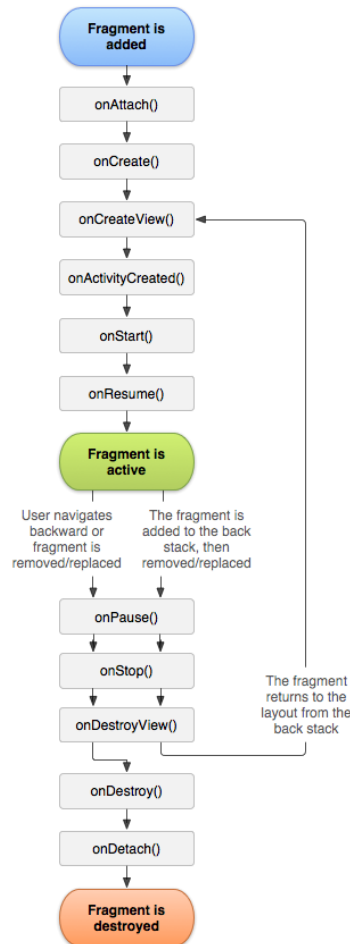 Fragment is
added
onAttach()
onCreate()
onCreateView()
onActivityCreated()
onStart()
onResume()
Fragment is
active
User navigates
backward or
fragment is
removed/replaced
The fragment is
added to the back
stack, then
removed/replaced
onPause()
onStop()
onDestroyView()
The fragment
returns to the
layout from the
back stack
onDestroy()
onDetach()
Fragment is
destroyed